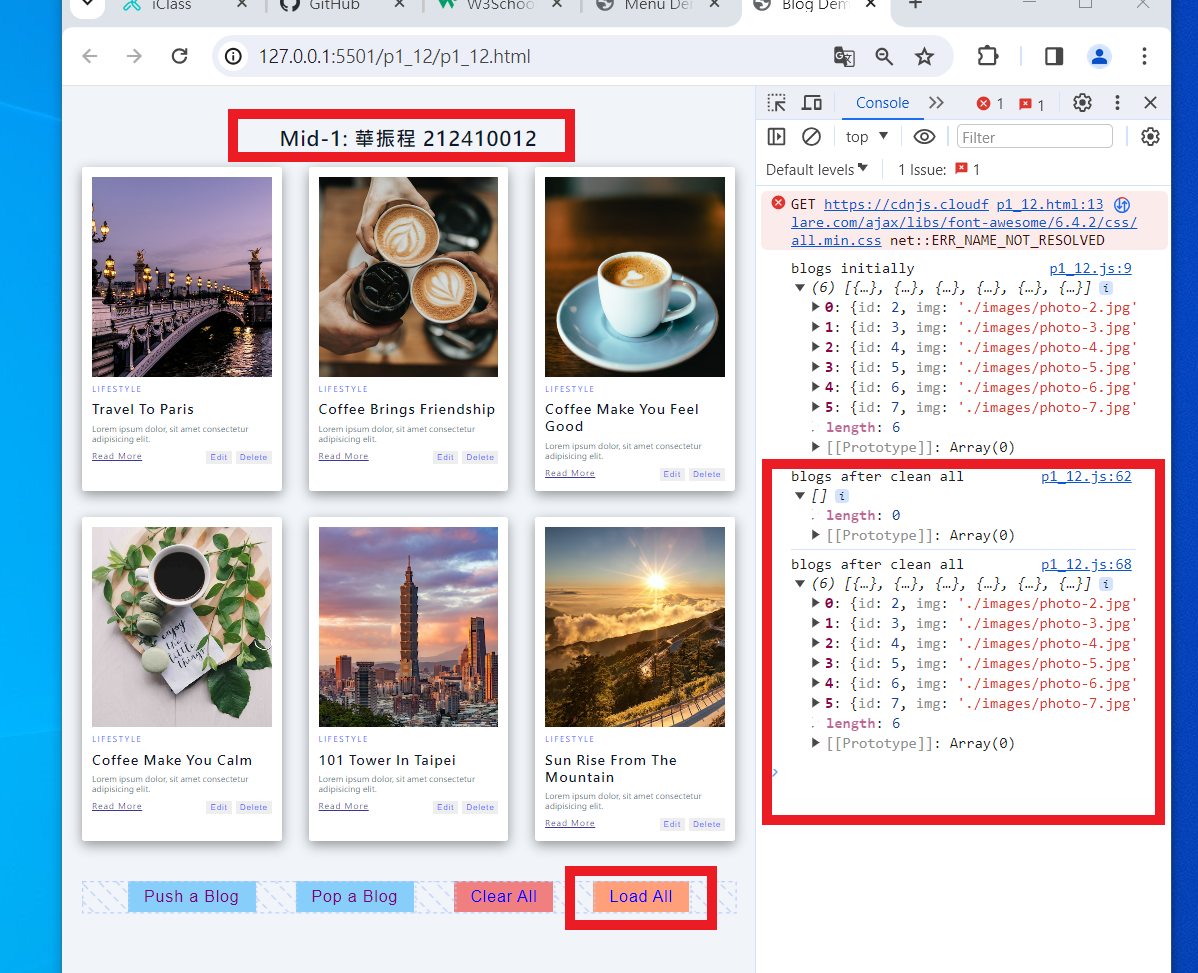 iClass
GitHub
W3Schoo
Menu Der
Blog Dem
127.0.0.1:5501/p1_12/p1_12.html
Mid-1: 華振程 212410012
LIFESTYLE
Travel To Paris
Lorem ipsum dolor, sit amet consectetur
adipisicing elit.
Read More Edit Delete
LIFESTYLE
Coffee Brings Friendship
Lorem ipsum dolor, sit amet consectetur
adipisicing elit.
Read More Edit Delete
LIFESTYLE
Coffee Make You Feel
Good
Lorem ipsum dolor, sit amet consectetur
adipisicing elit.
Read More Edit Delete
enjoy
the
little
things
LIFESTYLE
Coffee Make You Calm
Lorem ipsum dolor, sit amet consectetur
adipisicing elit.
Read More Edit Delete
LIFESTYLE
101 Tower In Taipei
Lorem ipsum dolor, sit amet consectetur
adipisicing elit.
Read More Edit Delete
LIFESTYLE
Sun Rise From The
Mountain
Lorem ipsum dolor, sit amet consectetur
adipisicing elit.
Read More Edit Delete
Push a Blog Pop a Blog Clear All Load All
Console 1 1
top Filter
Default levels 1 Issue: 1
GET https://cdnjs.cloudf p1_12.html:13
lare.com/ajax/libs/font-awesome/6.4.2/css/
all.min.css net::ERR_NAME_NOT_RESOLVED
blogs initially p1_12.js:9
(6) [{…}, {…}, {…}, {…}, {…}, {…}] i
0: {id: 2, img: './images/photo-2.jpg'
1: {id: 3, img: './images/photo-3.jpg'
2: {id: 4, img: './images/photo-4.jpg'
3: {id: 5, img: './images/photo-5.jpg'
4: {id: 6, img: './images/photo-6.jpg'
5: {id: 7, img: './images/photo-7.jpg'
length: 6
[[Prototype]]: Array(0)
blogs after clean all p1_12.js:62
[] i
length: 0
[[Prototype]]: Array(0)
blogs after clean all p1_12.js:68
(6) [{…}, {…}, {…}, {…}, {…}, {…}] i
0: {id: 2, img: './images/photo-2.jpg'
1: {id: 3, img: './images/photo-3.jpg'
2: {id: 4, img: './images/photo-4.jpg'
3: {id: 5, img: './images/photo-5.jpg'
4: {id: 6, img: './images/photo-6.jpg'
5: {id: 7, img: './images/photo-7.jpg'
length: 6
[[Prototype]]: Array(0)